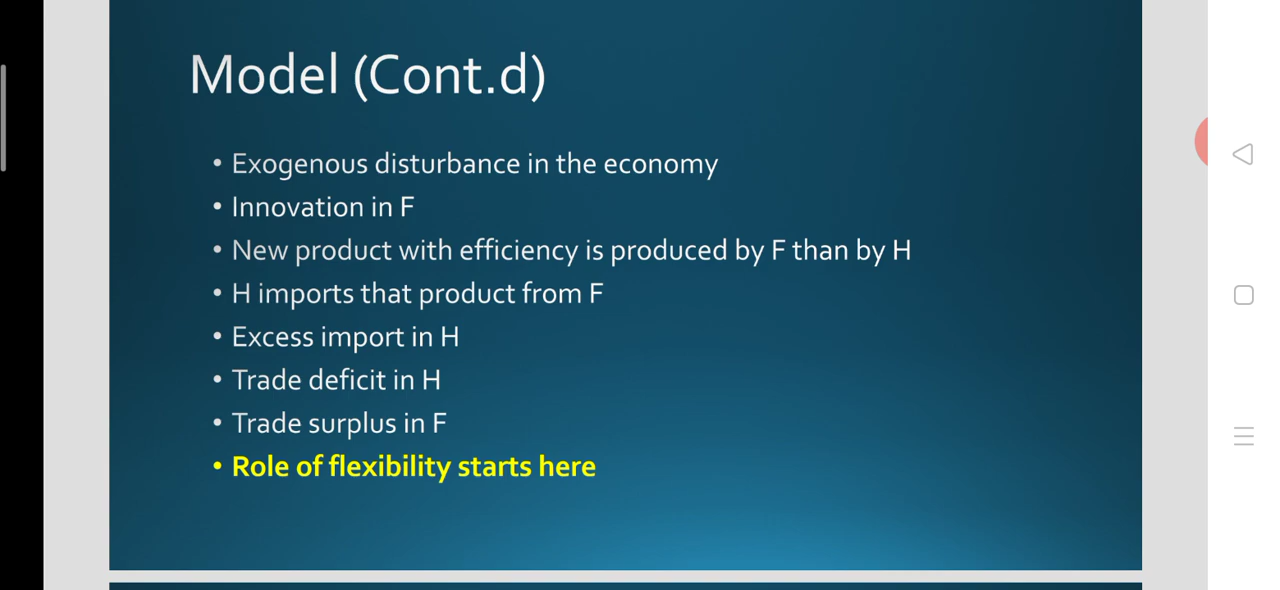 Model (Cont.d)
• Exogenous disturbance in the economy
• Innovation in F
• New product with efficiency is produced by F than by H
• H imports that product from F
• Excess import in H
• Trade deficit in H
• Trade surplus in F
• Role of flexibility starts here